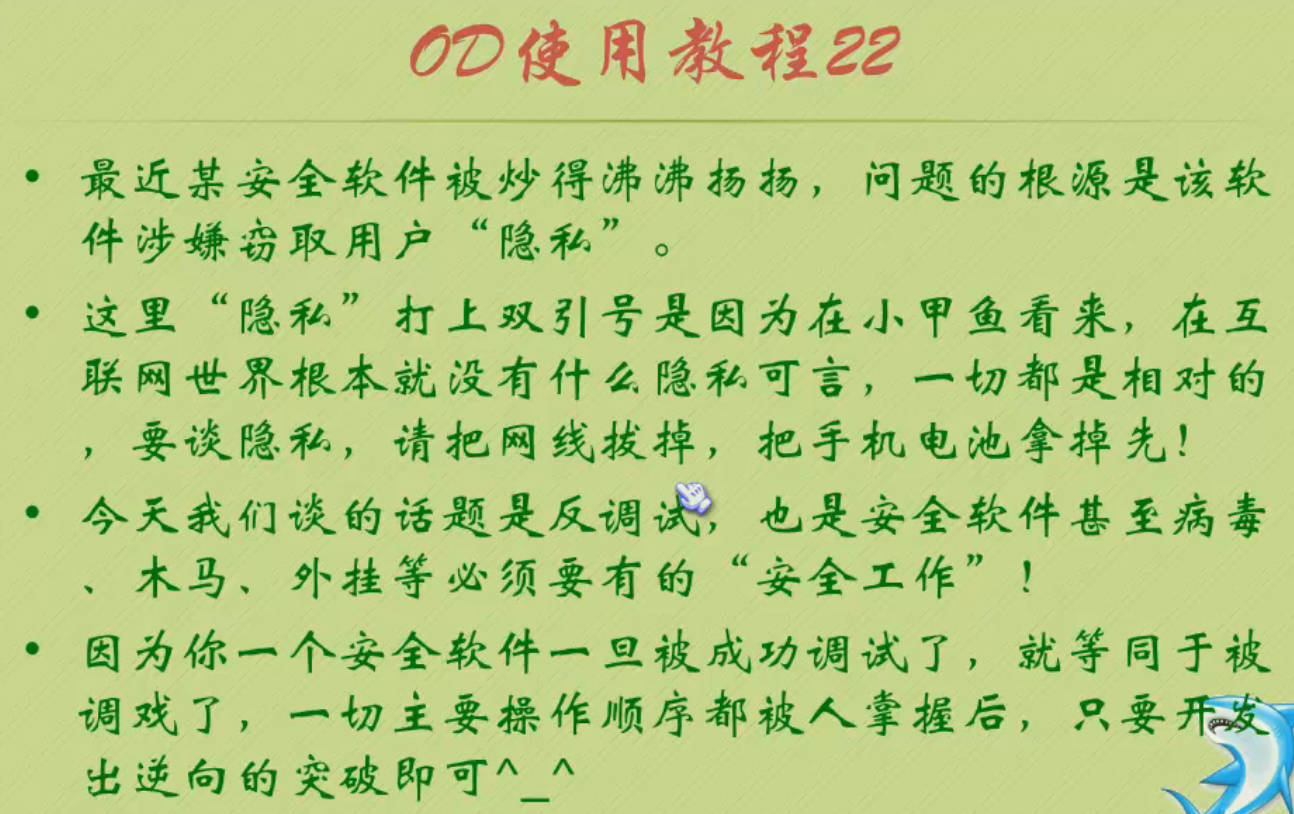 OD使用教程22
• 最近某安全软件被炒得沸沸扬扬，问题的根源是该软
件涉嫌窃取用户“隐私”。
• 这里“隐私”打上双引号是因为在小甲鱼看来，在互
联网世界根本就没有什么隐私可言，一切都是相对的
，要谈隐私，请把网线拔掉，把手机电池拿掉先！
• 今天我们谈的话题是反调试，也是安全软件甚至病毒
、木马、外挂等必须要有的“安全工作”！
• 因为你一个安全软件一旦被成功调试了，就等同于被
调戏了，一切主要操作顺序都被人掌握后，只要开发
出逆向的突破即可^_^